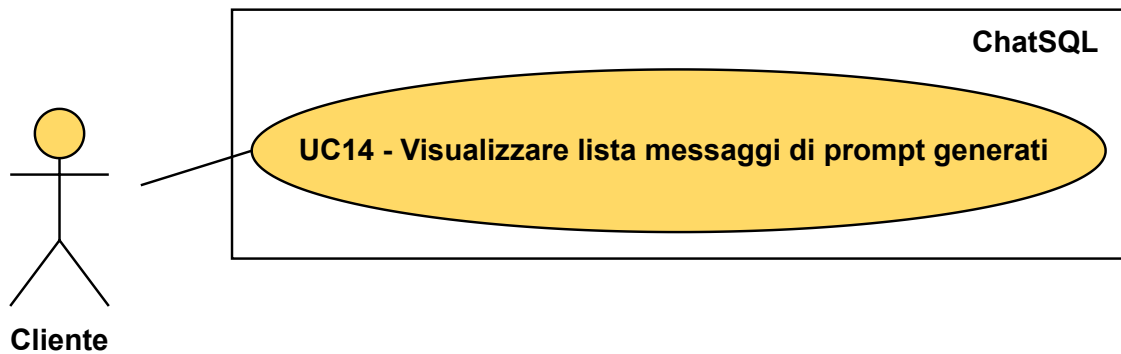 ChatSQL
UC14 - Visualizzare lista messaggi di prompt generati
Cliente